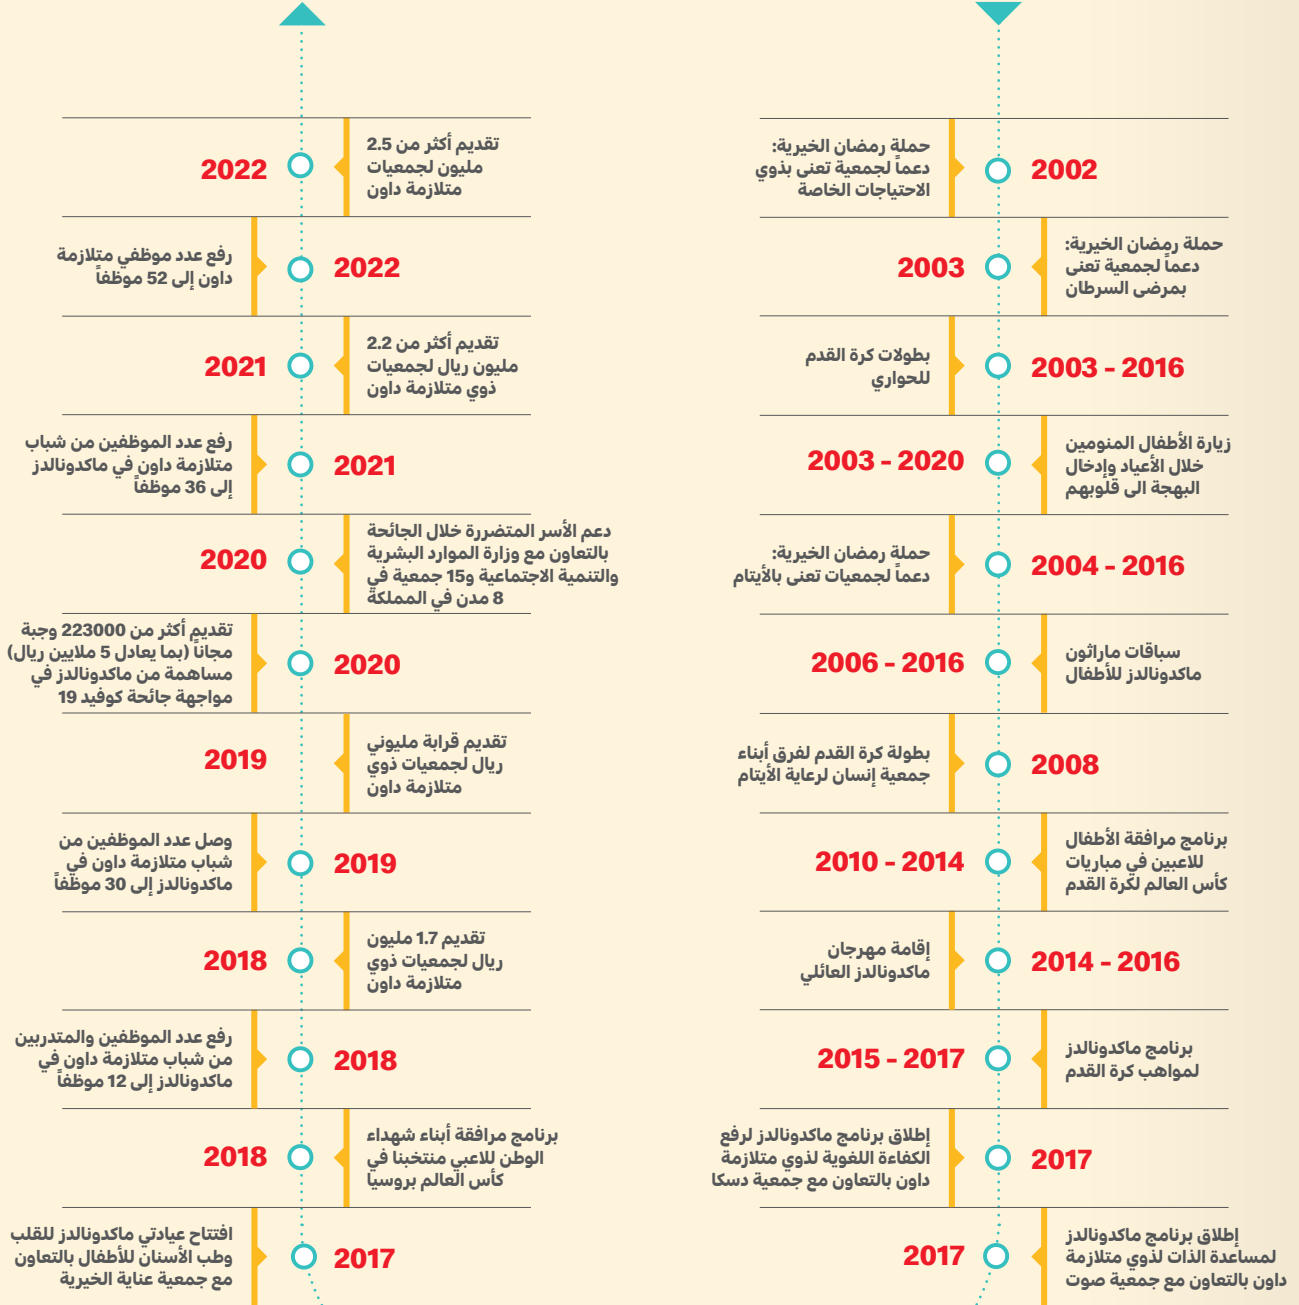 2002
حملة رمضان الخيرية:
دعماً لجمعية تعنى بذوي
الاحتياجات الخاصة
2003
حملة رمضان الخيرية:
دعماً لجمعية تعنى
بمرضى السرطان
2003 - 2016
بطولات كرة القدم
للحواري
2003 - 2020
زيارة الأطفال المنومين
خلال الأعياد وإدخال
البهجة الى قلوبهم
2004 - 2016
حملة رمضان الخيرية:
دعماً لجمعيات تعنى بالأيتام
2006 - 2016
سباقات ماراثون
ماكدونالدز للأطفال
2008
بطولة كرة القدم لفرق أبناء
جمعية إنسان لرعاية الأيتام
2010 - 2014
برنامج مرافقة الأطفال
للاعبين في مباريات
كأس العالم لكرة القدم
2014 - 2016
إقامة مهرجان
ماكدونالدز العائلي
2015 - 2017
برنامج ماكدونالدز
لمواهب كرة القدم
2017
إطلاق برنامج ماكدونالدز لرفع
الكفاءة اللغوية لذوي متلازمة
داون بالتعاون مع جمعية دسكا
2017
إطلاق برنامج ماكدونالدز
لمساعدة الذات لذوي متلازمة
داون بالتعاون مع جمعية صوت
2022
تقديم أكثر من 2.5
مليون لجمعيات
متلازمة داون
2022
رفع عدد موظفي متلازمة
داون إلى 52 موظفاً
2021
تقديم أكثر من 2.2
مليون ريال لجمعيات
ذوي متلازمة داون
2021
رفع عدد الموظفين من شباب
متلازمة داون في ماكدونالدز
إلى 36 موظفاً
2020
دعم الأسر المتضررة خلال الجائحة
بالتعاون مع وزارة الموارد البشرية
والتنمية الاجتماعية و15 جمعية في
8 مدن في المملكة
2020
تقديم أكثر من 223000 وجبة
مجاناً (بما يعادل 5 ملايين ريال)
مساهمة من ماكدونالدز في
مواجهة جائحة كوفيد 19
2019
تقديم قرابة مليوني
ريال لجمعيات ذوي
متلازمة داون
2019
وصل عدد الموظفين من
شباب متلازمة داون في
ماكدونالدز إلى 30 موظفاً
2018
تقديم 1.7 مليون
ريال لجمعيات ذوي
متلازمة داون
2018
رفع عدد الموظفين والمتدربين
من شباب متلازمة داون في
ماكدونالدز إلى 12 موظفاً
2018
برنامج مرافقة أبناء شهداء
الوطن للاعبي منتخبنا في
كأس العالم بروسيا
2017
افتتاح عيادتي ماكدونالدز للقلب
وطب الأسنان للأطفال بالتعاون
مع جمعية عناية الخيرية